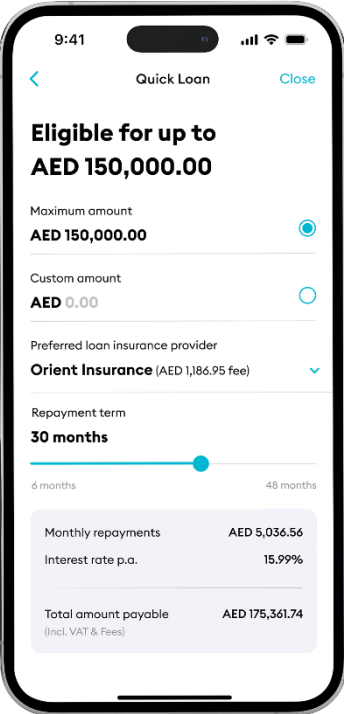 9:41
Quick Loan
Close
Eligible for up to
AED 150,000.00
Maximum amount
AED 150,000.00
Custom amount
AED 0.00
Preferred loan insurance provider
Orient Insurance (AED 1,186.95 fee)
Repayment term
30 months
6 months
48 months
Monthly repayments
AED 5,036.56
Interest rate p.a.
15.99%
Total amount payable
AED 175,361.74
(Incl. VAT & Fees)